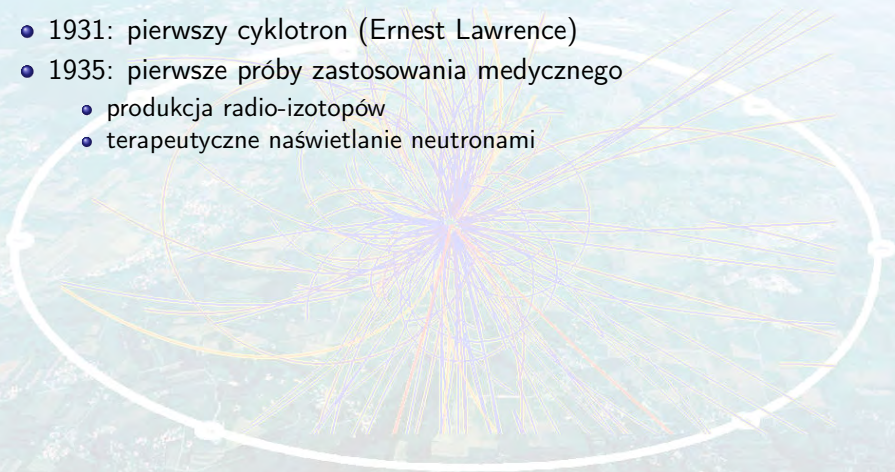 1931: pierwszy cyklotron (Ernest Lawrence)
1935: pierwsze próby zastosowania medycznego
produkcja radio-izotopów
terapeutyczne naświetlanie neutronami